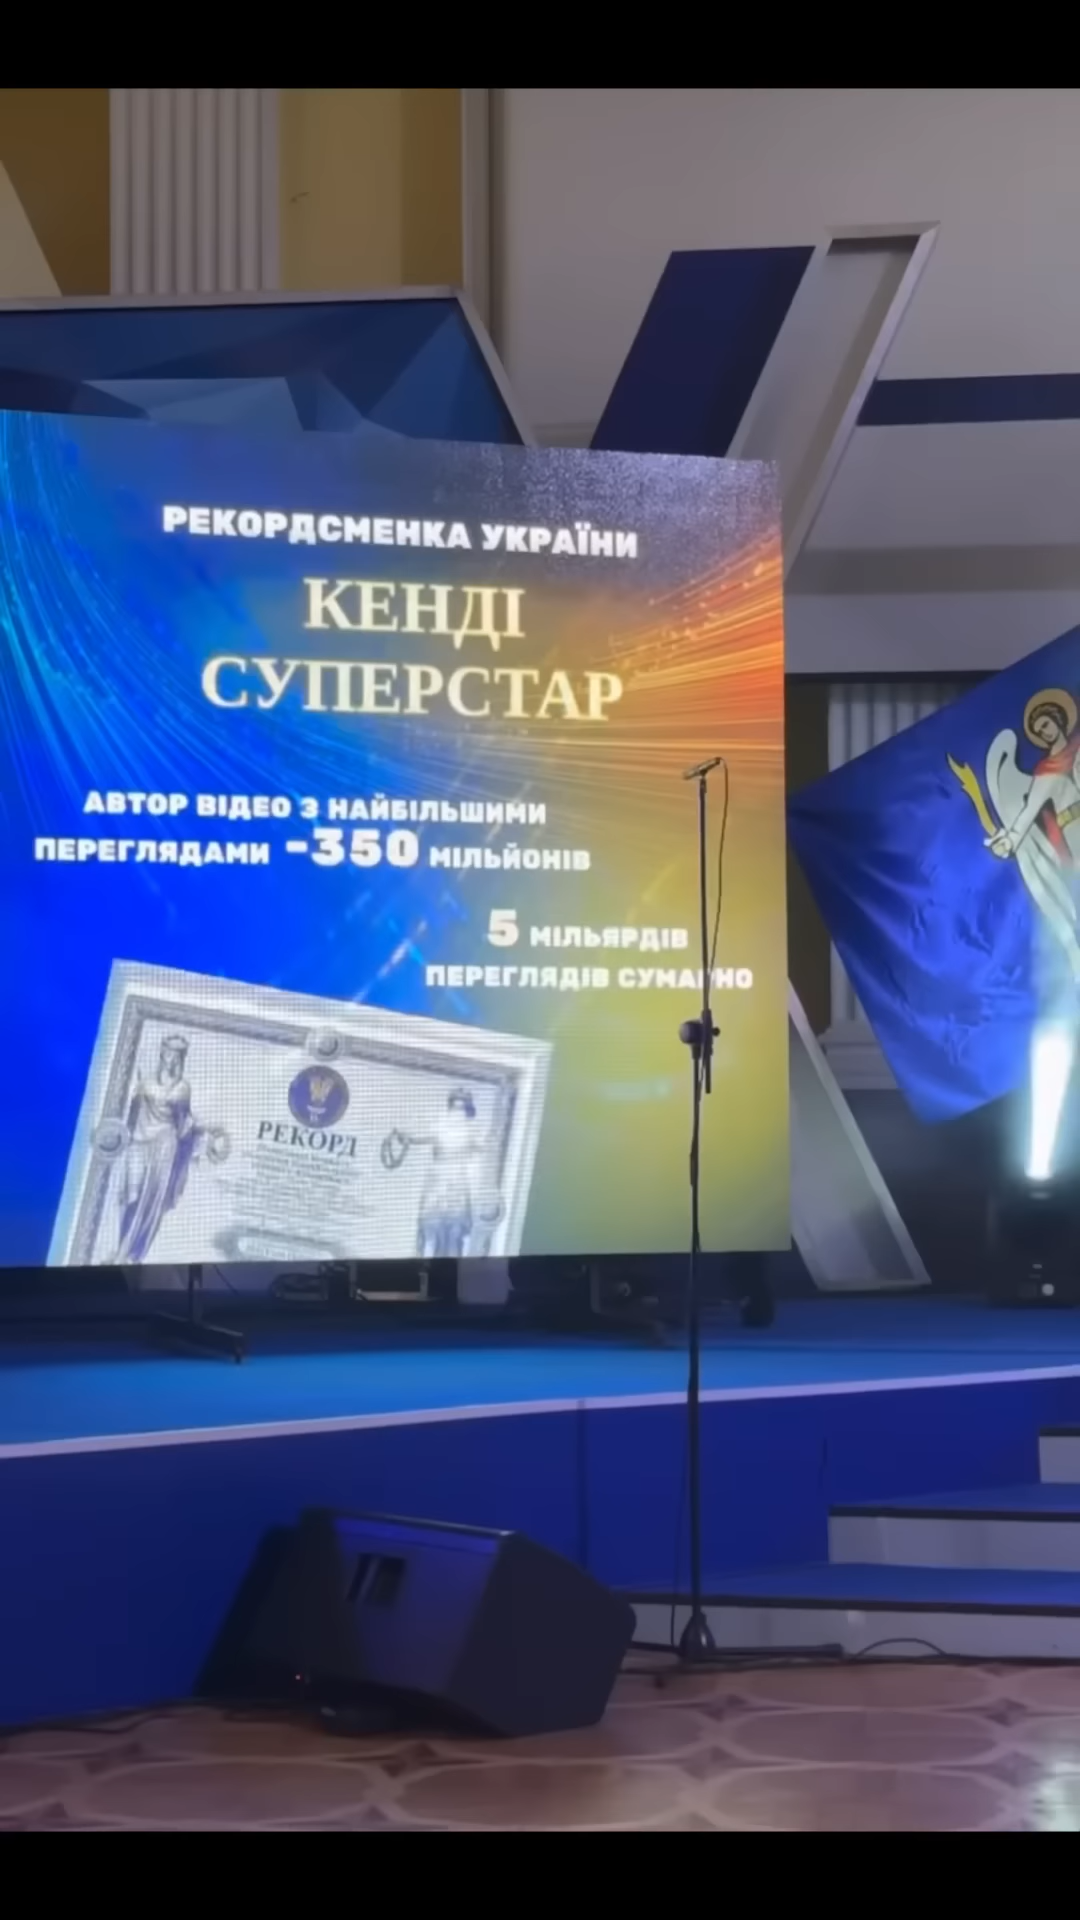 РЕКОРДСМЕНКА УКРАЇНИ
КЕНДІ
СУПЕРСТАР
АВТОР ВІДЕО З НАЙБІЛЬШИМИ
ПЕРЕГЛЯДАМИ -350 МІЛЬЙОНІВ
5 МІЛЬЯРДІВ
ПЕРЕГЛЯДІВ СУМАРНО
РЕКОРД